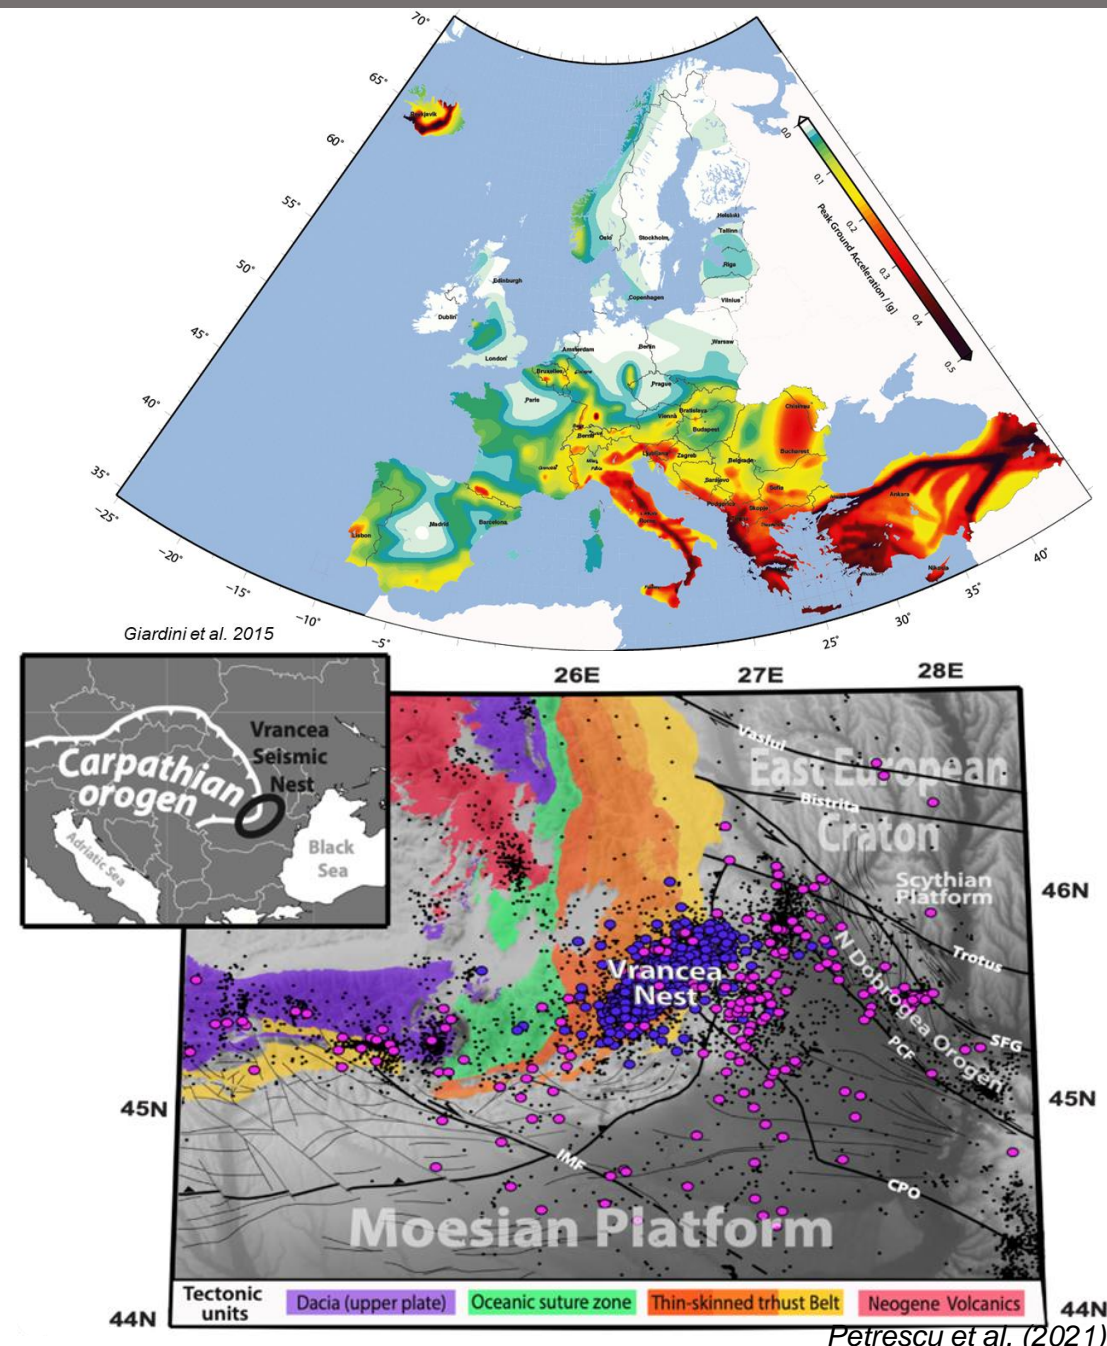 70°
65°
60°
55°
50°
45°
40°
35°
-25°
-20°
-15°
-10°
-5°
25°
30°
35°
40°
0.0
0.1
0.2
0.3
0.4
0.5
Peak Ground Acceleration / [g]
Reykjavik
Helsinki
Tallinn
Oslo
Stockholm
Riga
Copenhagen
Vilnius
Edinburgh
Dublin
London
Amsterdam
Berlin
Warsaw
Bruxelles
Prague
Paris
Vienna
Bratislava
Budapest
Chisinau
Bern
Ljubljana
Zagreb
Belgrade
Bucharest
Sarajevo
Sofia
Podgorica
Skopje
Madrid
Barcelona
Lisbon
Ankara
Nikosia
Giardini et al. 2015
26E
27E
28E
Vrancea
Seismic
Nest
Carpathian
orogen
Adriatic Sea
Black
Sea
Vaslui
East European
Craton
Bistrita
Scythian
Platform
46N
Trotus
Vrancea
Nest
N Dobrogea Orogen
SFG
PCF
45N
45N
IMF
CPO
Moesian Platform
Tectonic
units
Dacia (upper plate)
Oceanic suture zone
Thin-skinned trhust Belt
Neogene Volcanics
44N
44N
Petrescu et al. (2021)